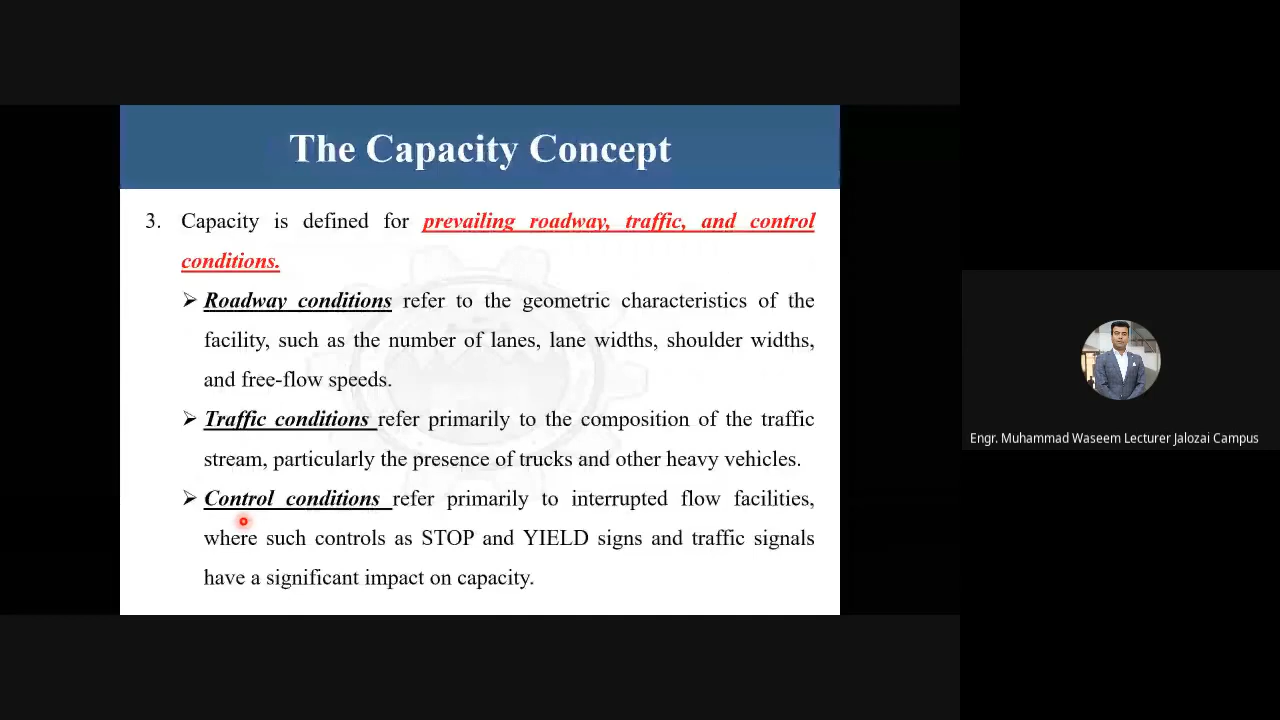 The Capacity Concept
3. Capacity is defined for prevailing roadway, traffic, and control
conditions.
➢ Roadway conditions refer to the geometric characteristics of the
facility, such as the number of lanes, lane widths, shoulder widths,
and free-flow speeds.
➢ Traffic conditions refer primarily to the composition of the traffic
stream, particularly the presence of trucks and other heavy vehicles.
➢ Control conditions refer primarily to interrupted flow facilities,
where such controls as STOP and YIELD signs and traffic signals
have a significant impact on capacity.
Engr. Muhammad Waseem Lecturer Jalozai Campus